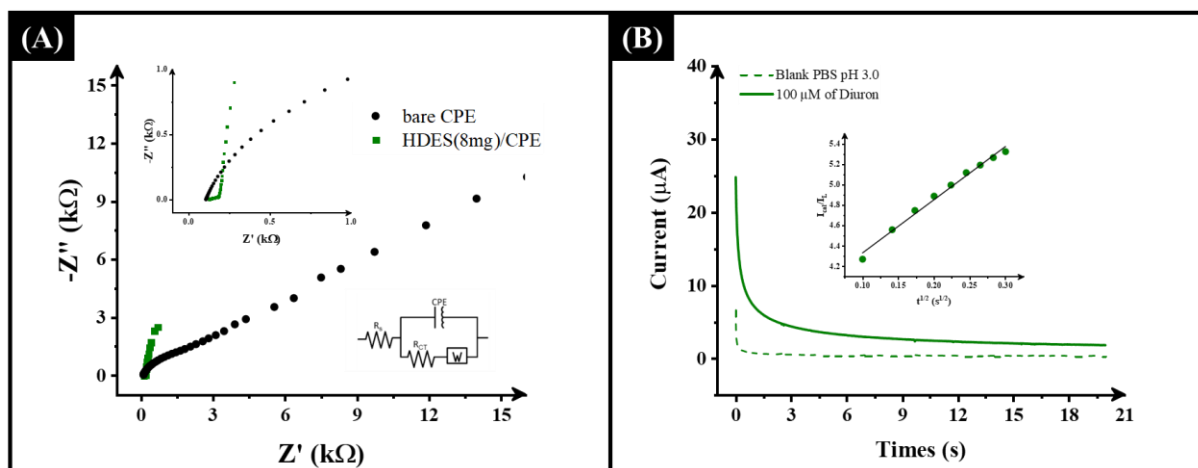 (A)
15
12
9
6
3
0
-Z'' (kΩ)
0
3
6
9
12
15
Z' (kΩ)
1.0
0.5
0.0
-Z'' (kΩ)
0.0
0.5
1.0
Z' (kΩ)
bare CPE
HDES(8mg)/CPE
CPE
Rs
RCT
W
(B)
40
30
20
10
0
Current (μA)
0
3
6
9
12
15
18
21
Times (s)
Blank PBS pH 3.0
100 μM of Diuron
5.4
5.2
5.0
4.8
4.6
4.4
4.2
Icat/IL
0.10
0.15
0.20
0.25
0.30
t1/2 (s1/2)